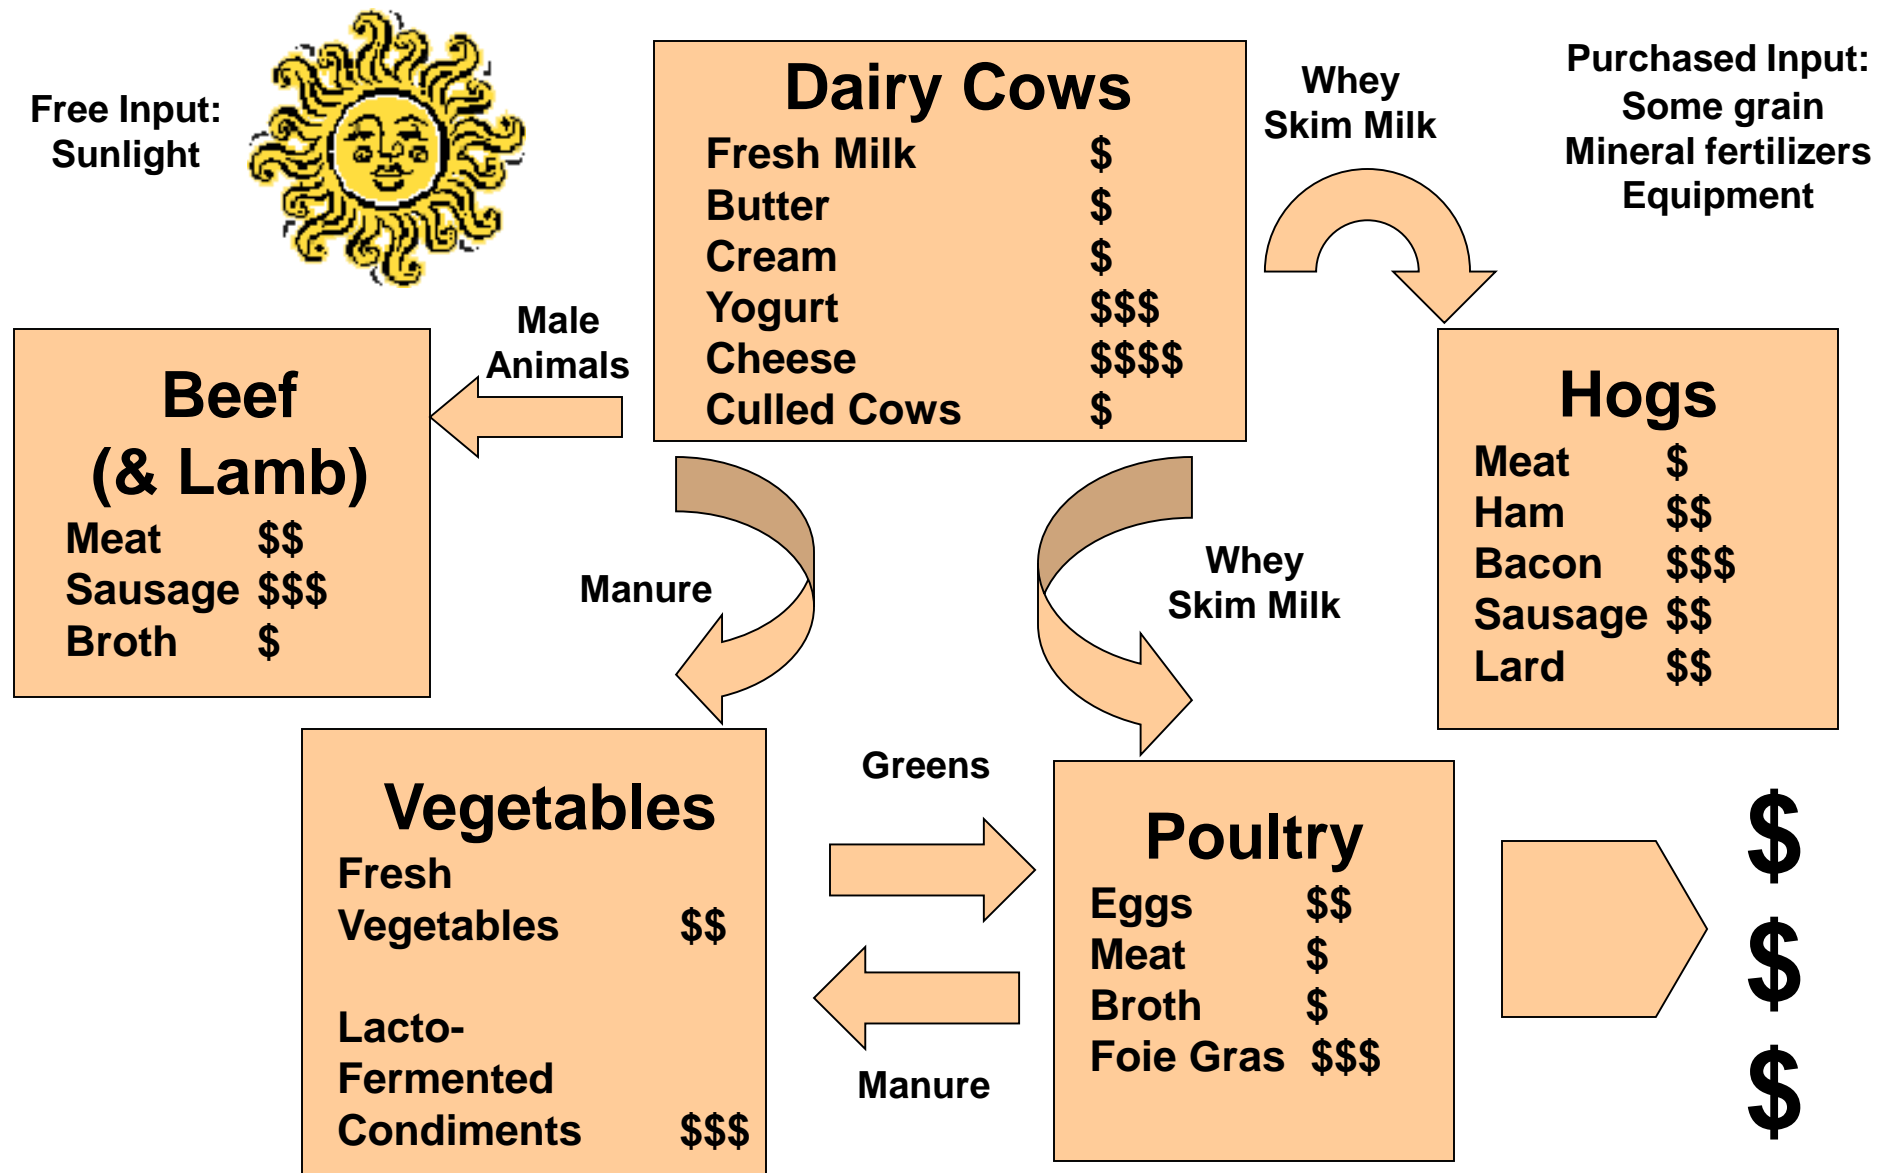 Free Input:
Sunlight
Dairy Cows
Fresh Milk $
Butter $
Cream $
Yogurt $$$
Cheese $$$$
Culled Cows $
Whey
Skim Milk
Purchased Input:
Some grain
Mineral fertilizers
Equipment
Male
Animals
Beef
(& Lamb)
Meat $$
Sausage $$$
Broth $
Hogs
Meat $
Ham $$
Bacon $$$
Sausage $$
Lard $$
Manure
Whey
Skim Milk
Vegetables
Fresh
Vegetables $$
Lacto-
Fermented
Condiments $$$
Greens
Manure
Poultry
Eggs $$
Meat $
Broth $
Foie Gras $$$
$
$
$